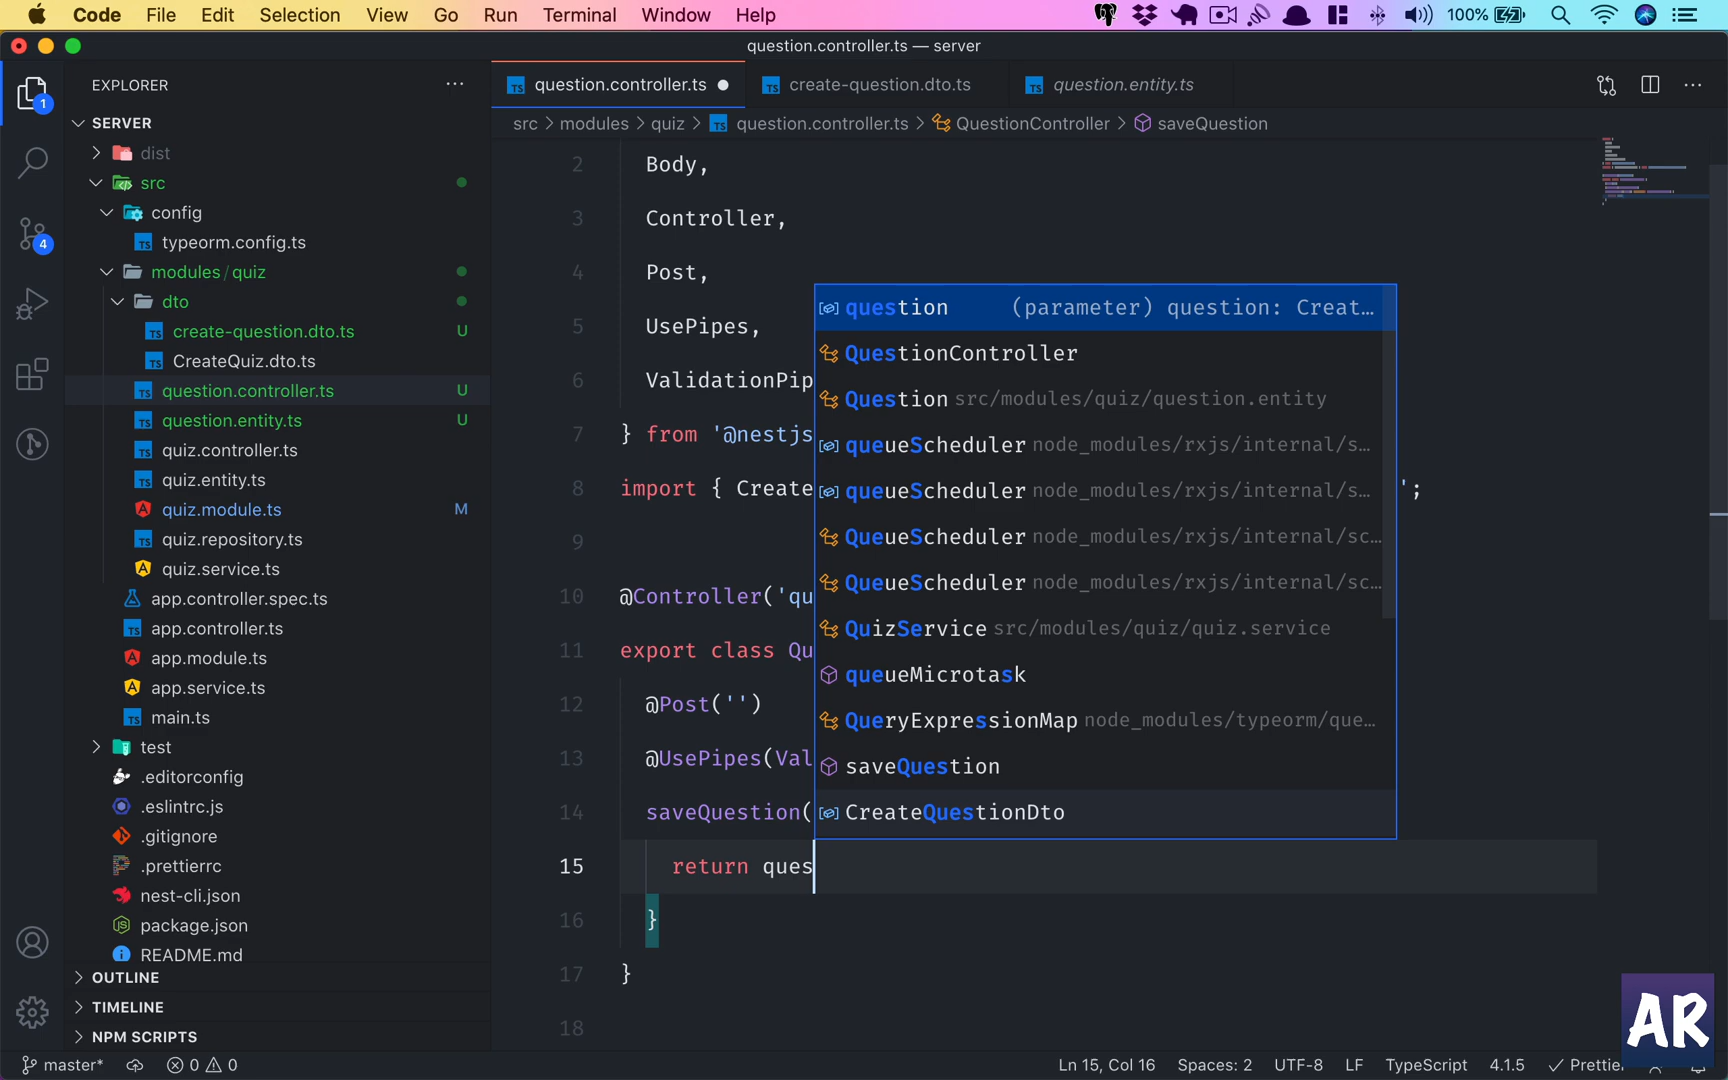 Code File Edit Selection View Go Run Terminal Window Help 100%
question.controller.ts — server
EXPLORER
SERVER
dist
src
config
typeorm.config.ts
modules / quiz
dto
create-question.dto.ts U
CreateQuiz.dto.ts
question.controller.ts U
question.entity.ts U
quiz.controller.ts
quiz.entity.ts
quiz.module.ts M
quiz.repository.ts
quiz.service.ts
app.controller.spec.ts
app.controller.ts
app.module.ts
app.service.ts
main.ts
test
.editorconfig
.eslintrc.js
.gitignore
.prettierrc
nest-cli.json
package.json
README.md
OUTLINE
TIMELINE
NPM SCRIPTS
1
4
question.controller.ts create-question.dto.ts question.entity.ts
src > modules > quiz > question.controller.ts > QuestionController > saveQuestion
2 Body,
3 Controller,
4 Post,
5 UsePipes,
6 ValidationPip
7 } from '@nestjs
8 import { Create ';
9
10 @Controller('qu
11 export class Qu
12 @Post('')
13 @UsePipes(Val
14 saveQuestion(
15 return ques
16 }
17 }
18
question (parameter) question: Creat…
QuestionController
Question src/modules/quiz/question.entity
queueScheduler node_modules/rxjs/internal/s…
queueScheduler node_modules/rxjs/internal/s…
QueueScheduler node_modules/rxjs/internal/sc…
QueueScheduler node_modules/rxjs/internal/sc…
QuizService src/modules/quiz/quiz.service
queueMicrotask
QueryExpressionMap node_modules/typeorm/que…
saveQuestion
CreateQuestionDto
AR
master* 0 0 Ln 15, Col 16 Spaces: 2 UTF-8 LF TypeScript 4.1.5 Prettie